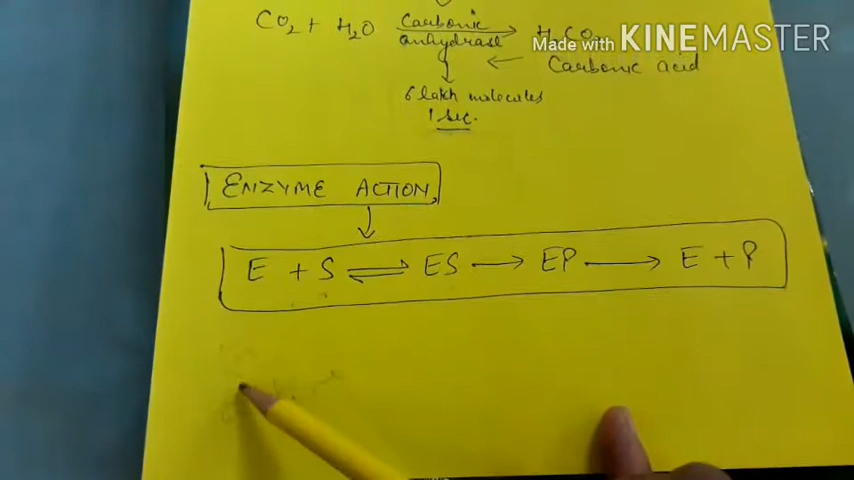 CO₂ + H₂O Carbonic anhydrase → H₂CO₃
Made with KINEMASTER
← Carbonic acid
6 lakh molecules
1 sec.
ENZYME ACTION
E + S ⇌ ES → EP → E + P